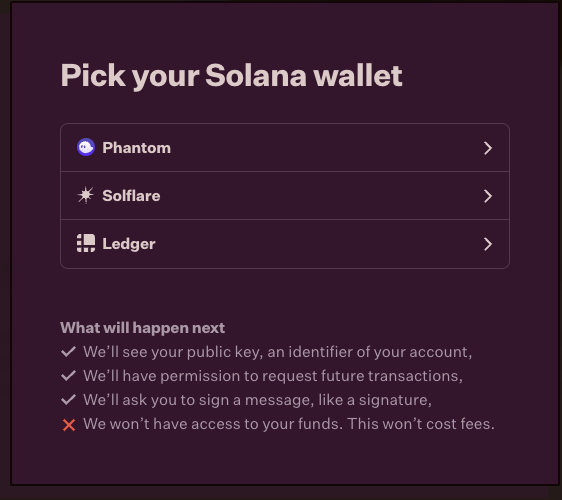 Pick your Solana wallet
Phantom
Solflare
Ledger
What will happen next
We’ll see your public key, an identifier of your account,
We’ll have permission to request future transactions,
We’ll ask you to sign a message, like a signature,
We won’t have access to your funds. This won’t cost fees.